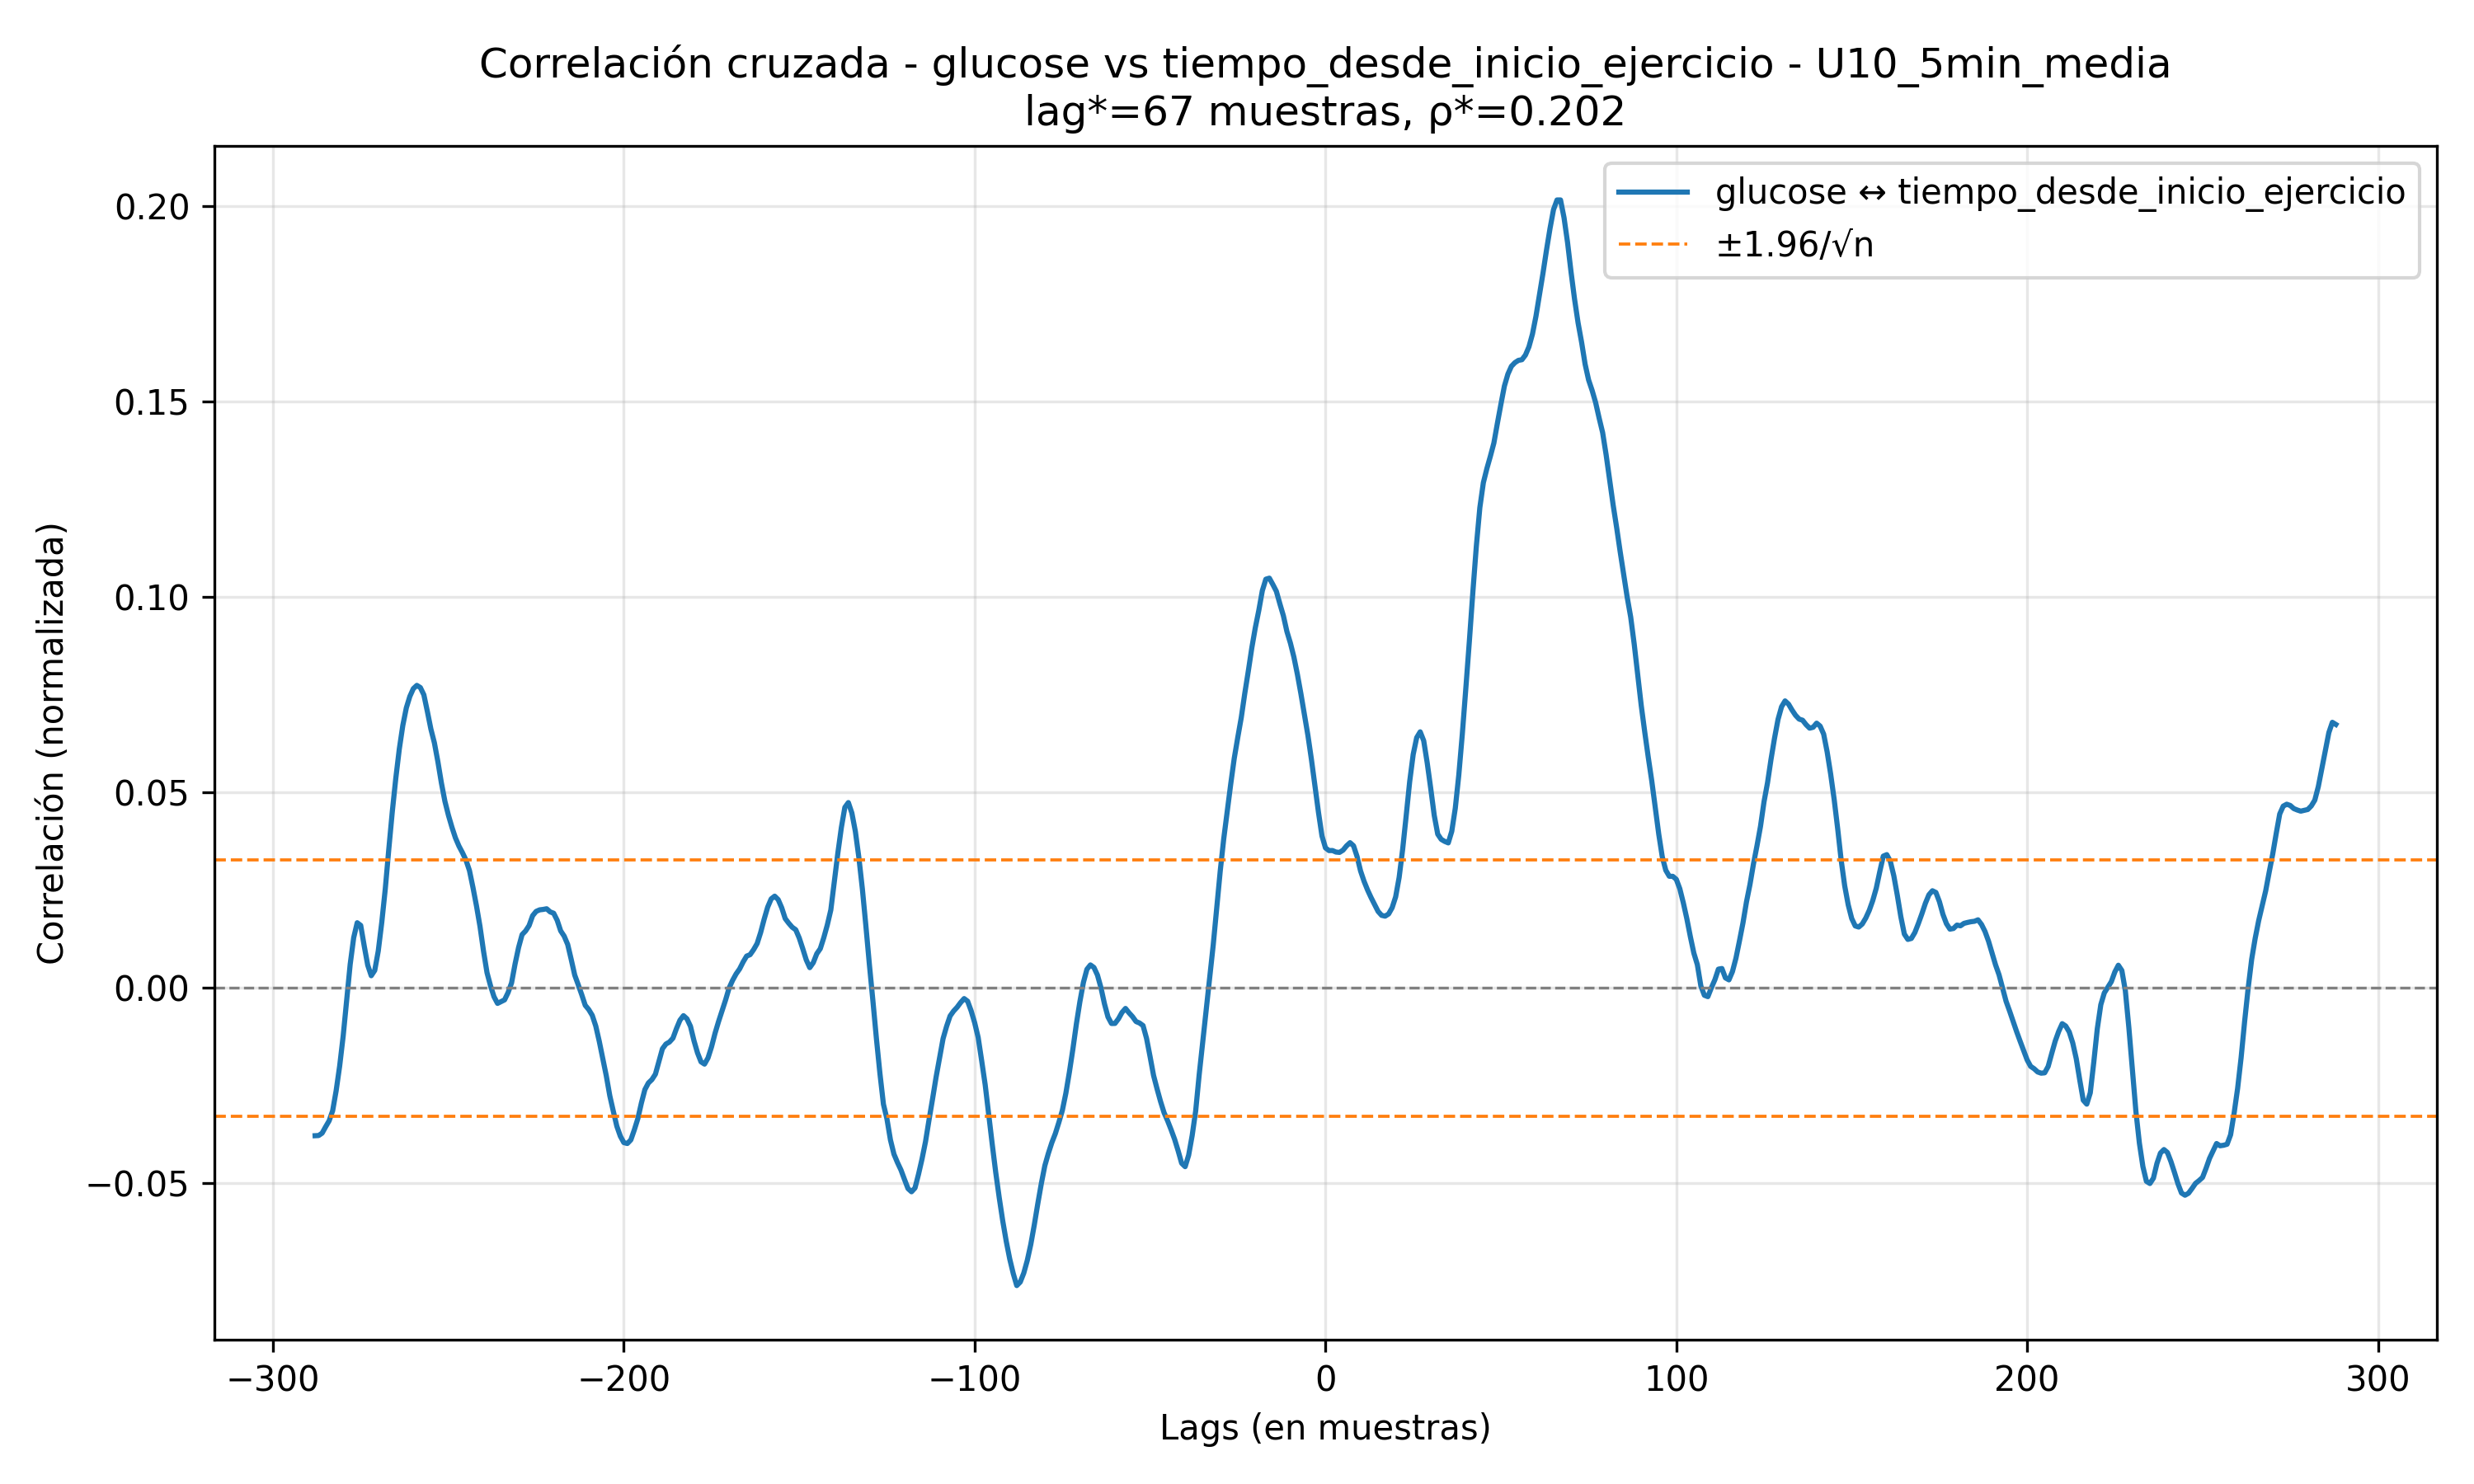 Correlación cruzada - glucose vs tiempo_desde_inicio_ejercicio - U10_5min_media
lag*=67 muestras, ρ*=0.202
glucose ↔ tiempo_desde_inicio_ejercicio
±1.96/√n
Correlación (normalizada)
0.20
0.15
0.10
0.05
0.00
−0.05
−300
−200
−100
0
100
200
300
Lags (en muestras)